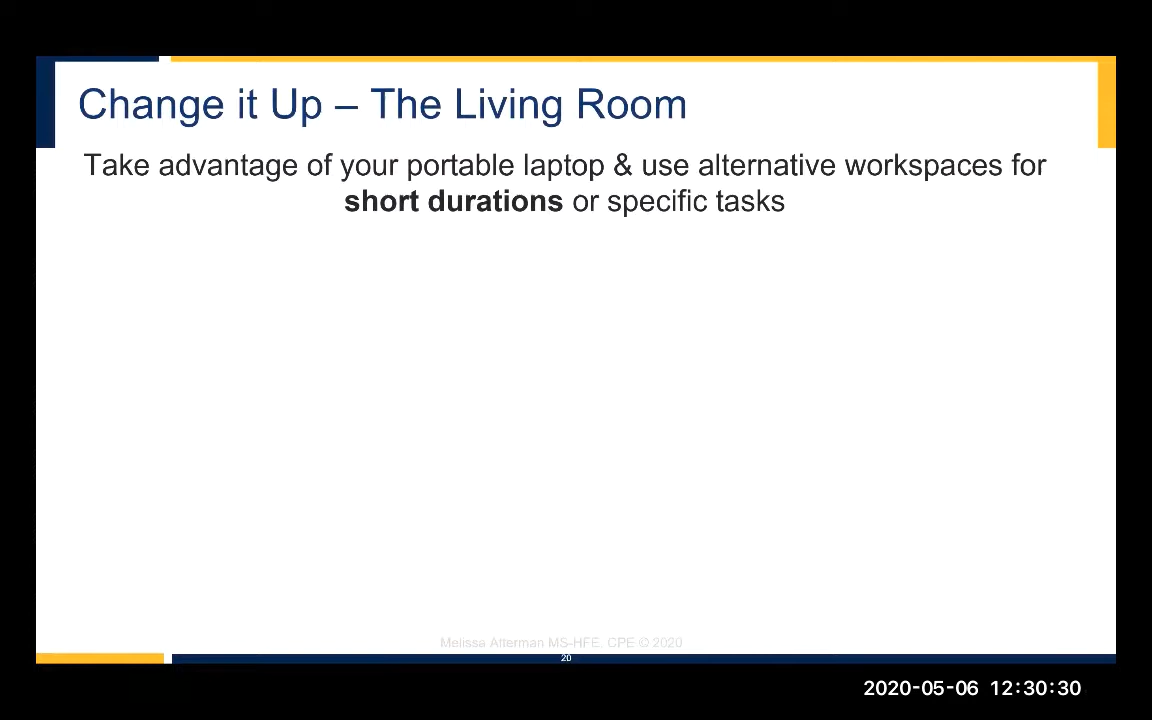 Change it Up – The Living Room
Take advantage of your portable laptop & use alternative workspaces for
short durations or specific tasks
Melissa Afterman MS-HFE, CPE © 2020
20
2020-05-06 12:30:30